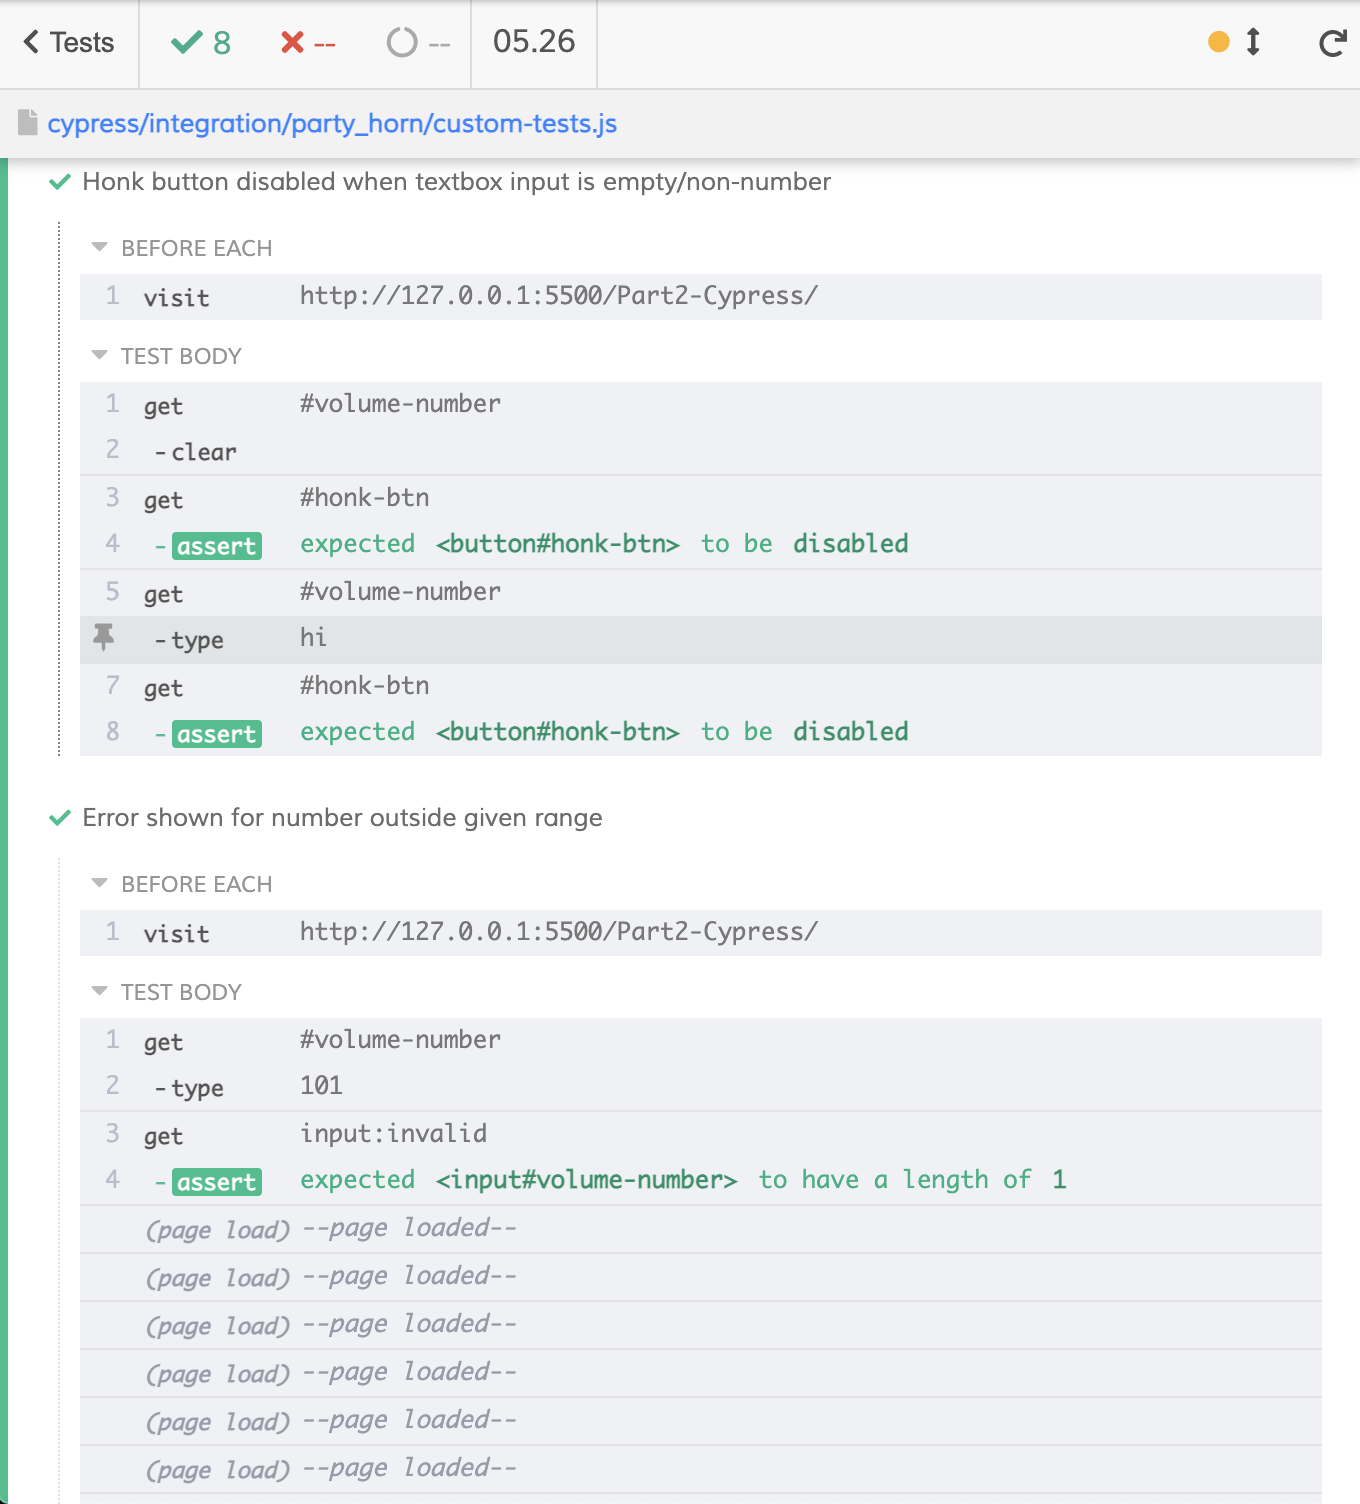 Tests 8 -- -- 05.26
cypress/integration/party_horn/custom-tests.js
Honk button disabled when textbox input is empty/non-number
BEFORE EACH
1 visit http://127.0.0.1:5500/Part2-Cypress/
TEST BODY
1 get #volume-number
2 -clear
3 get #honk-btn
4 -assert expected <button#honk-btn> to be disabled
5 get #volume-number
-type hi
7 get #honk-btn
8 -assert expected <button#honk-btn> to be disabled
Error shown for number outside given range
BEFORE EACH
1 visit http://127.0.0.1:5500/Part2-Cypress/
TEST BODY
1 get #volume-number
2 -type 101
3 get input:invalid
4 -assert expected <input#volume-number> to have a length of 1
(page load) --page loaded--
(page load) --page loaded--
(page load) --page loaded--
(page load) --page loaded--
(page load) --page loaded--
(page load) --page loaded--